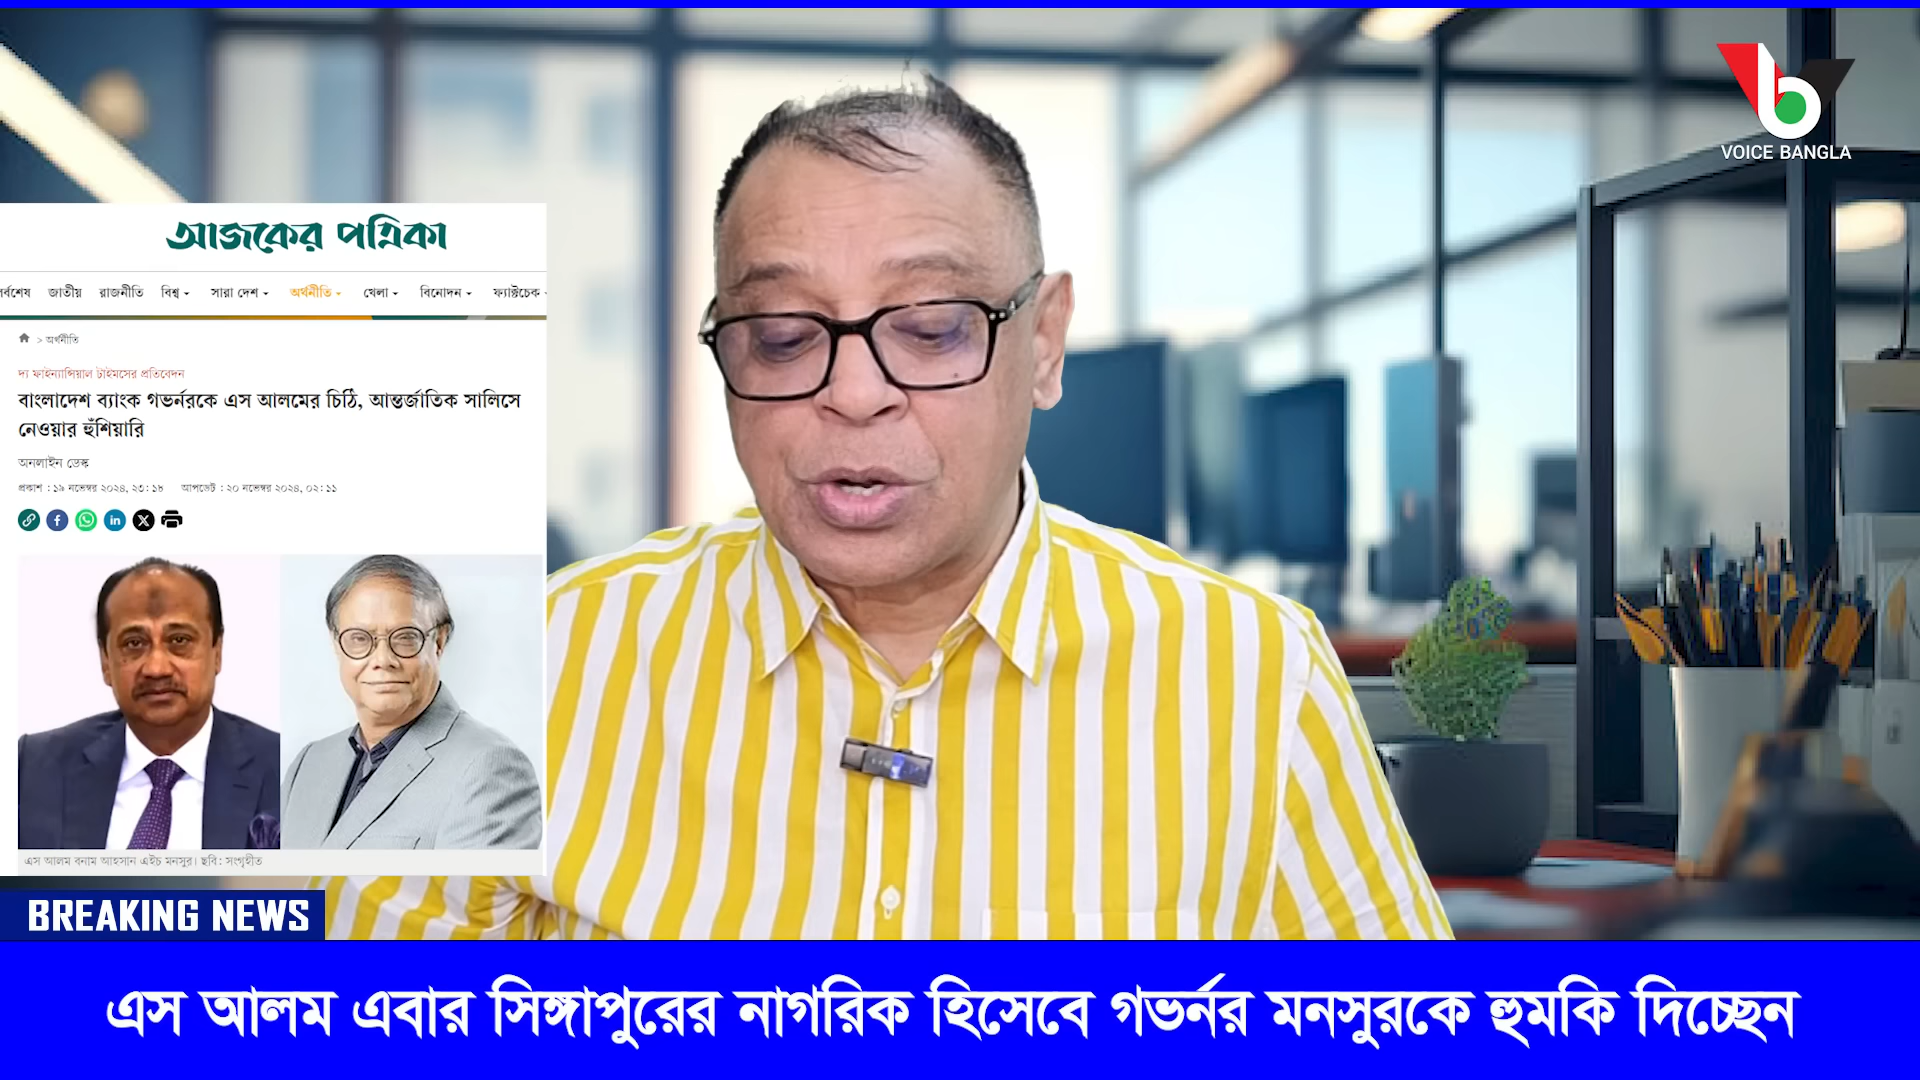 VOICE BANGLA
আজকের পত্রিকা
র্বশেষ জাতীয় রাজনীতি বিশ্ব সারা দেশ অর্থনীতি খেলা বিনোদন ফ্যাক্টচেক
> অর্থনীতি
দ্য ফাইন্যান্সিয়াল টাইমসের প্রতিবেদন
বাংলাদেশ ব্যাংক গভর্নরকে এস আলমের চিঠি, আন্তর্জাতিক সালিসে
নেওয়ার হুঁশিয়ারি
অনলাইন ডেস্ক
প্রকাশ : ১৯ নভেম্বর ২০২৪, ২৩: ১৮ আপডেট : ২০ নভেম্বর ২০২৪, ০২: ১১
এস আলম বনাম আহসান এইচ মনসুর। ছবি: সংগৃহীত
BREAKING NEWS
এস আলম এবার সিঙ্গাপুরের নাগরিক হিসেবে গভর্নর মনসুরকে হুমকি দিচ্ছেন